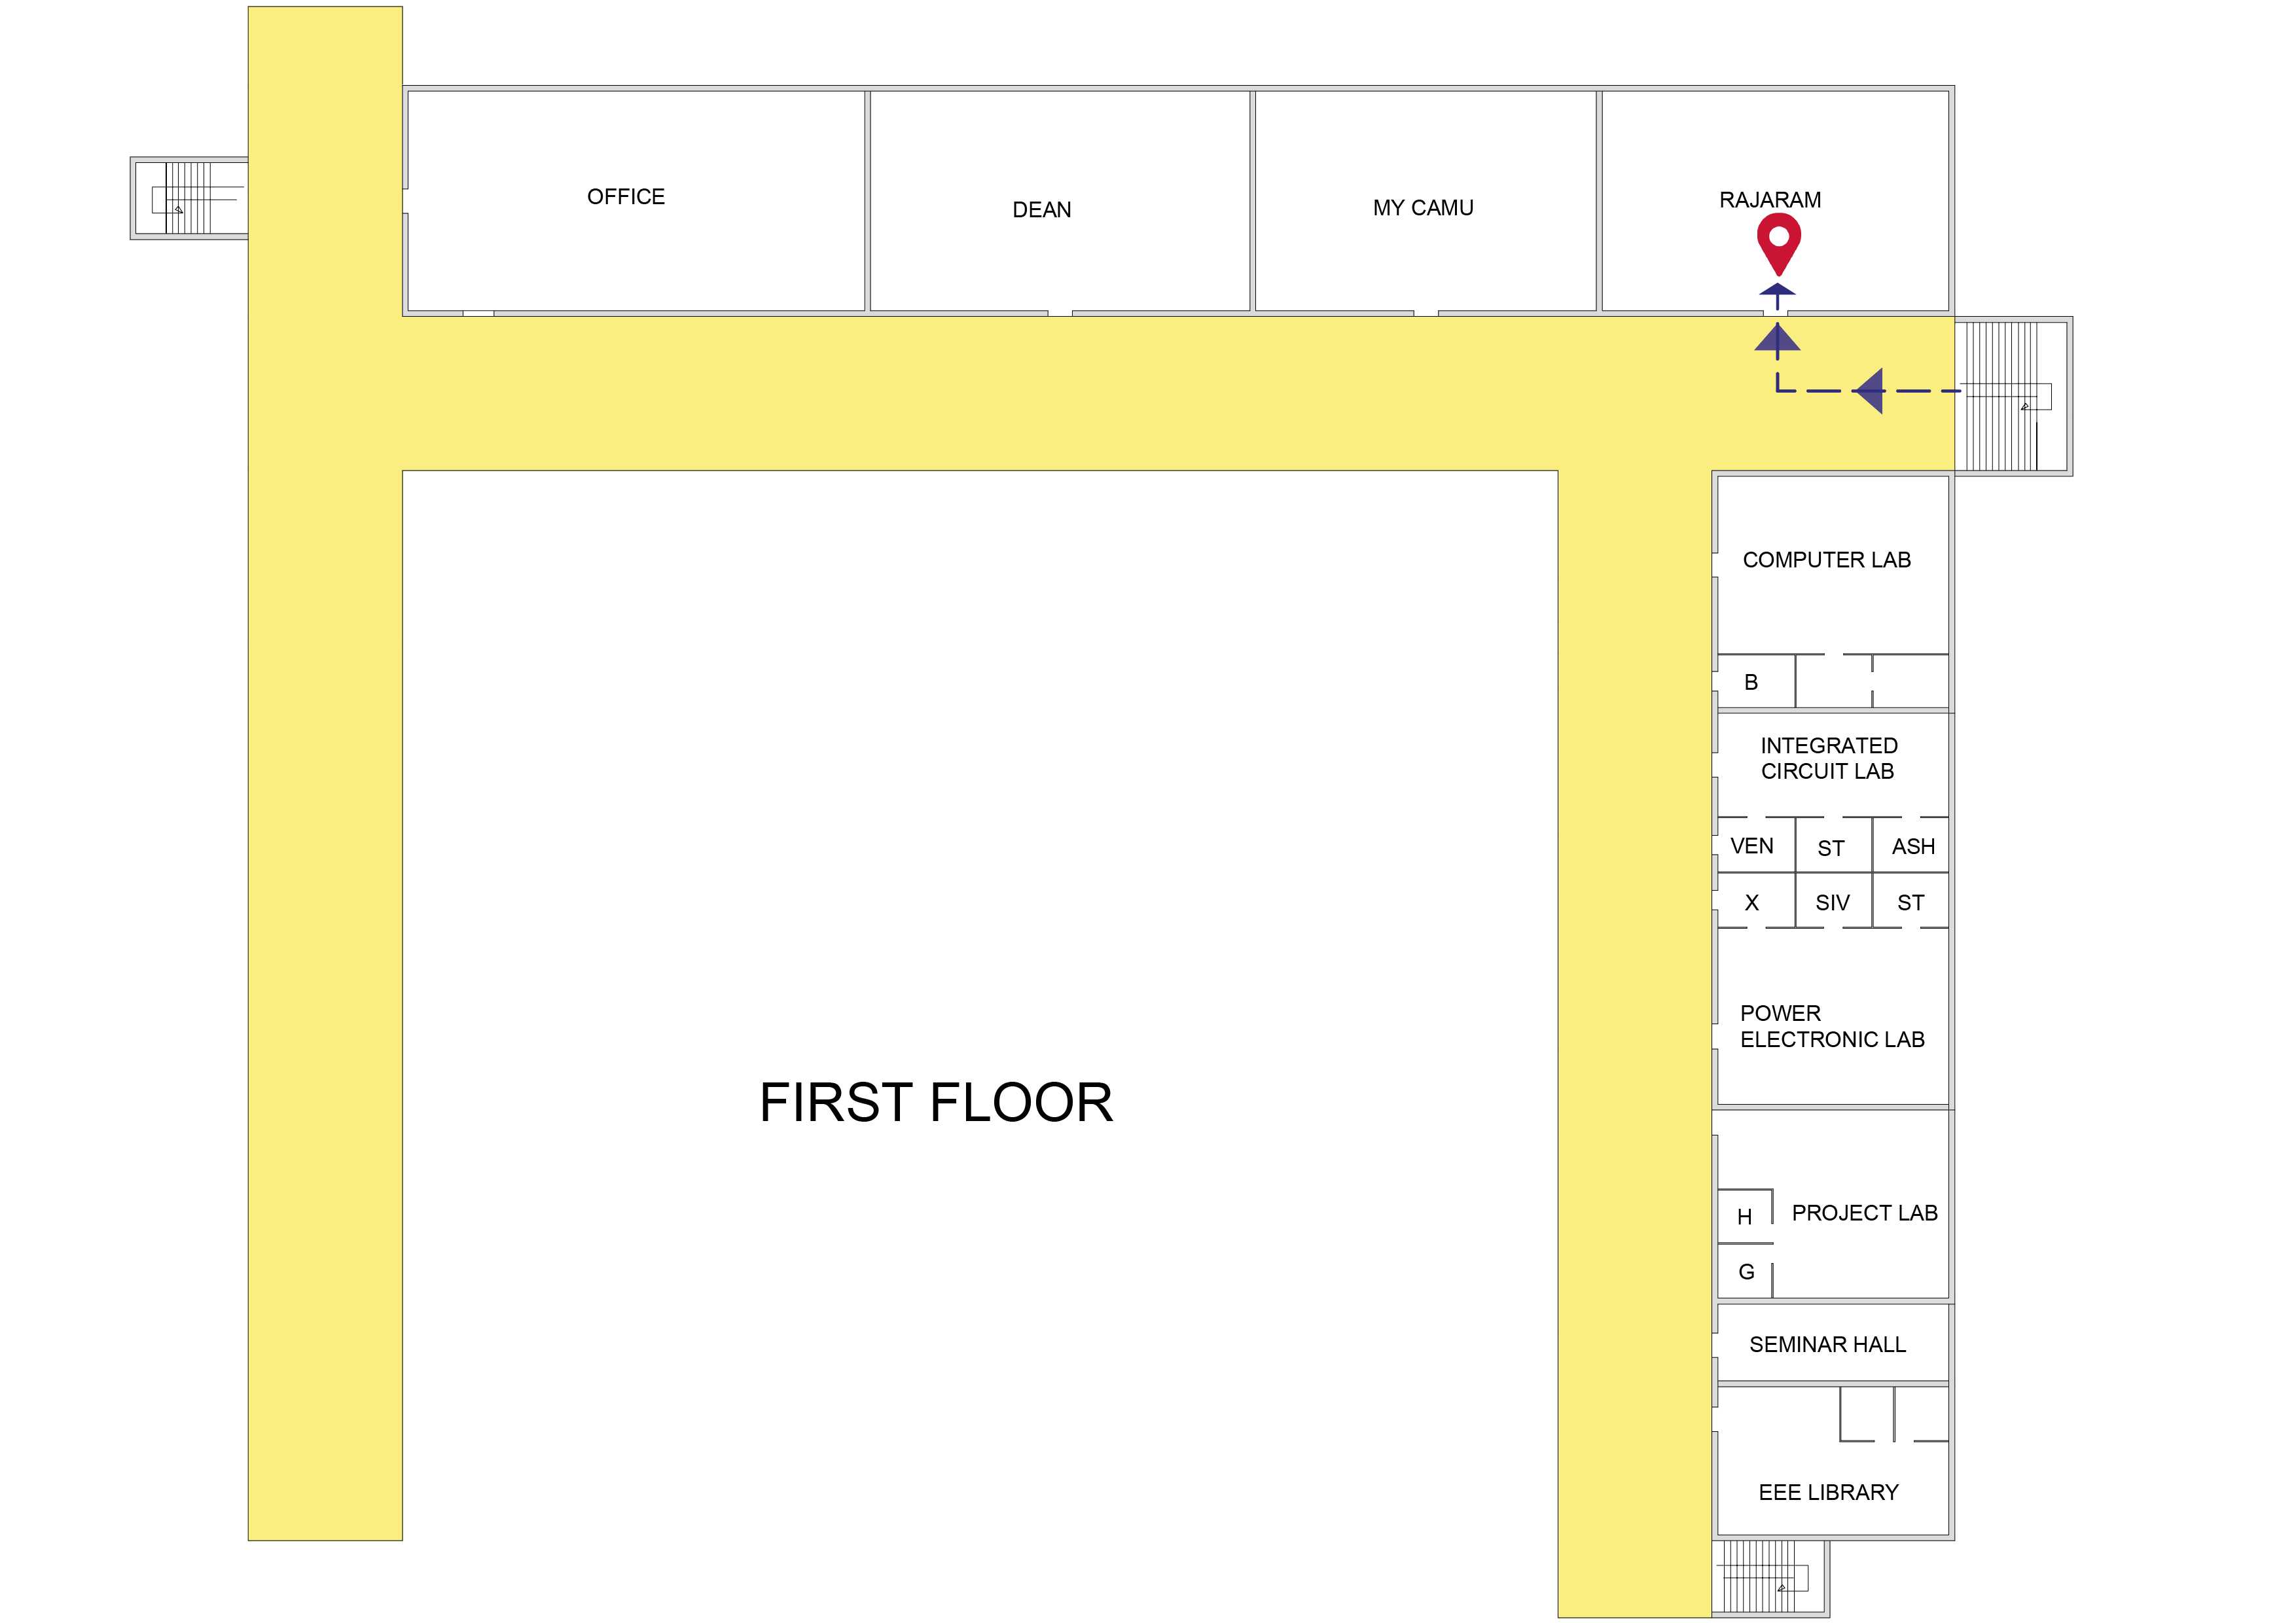 OFFICE
DEAN
MY CAMU
RAJARAM
COMPUTER LAB
B
INTEGRATED
CIRCUIT LAB
VEN
ST
ASH
X
SIV
ST
POWER
ELECTRONIC LAB
FIRST FLOOR
H
PROJECT LAB
G
SEMINAR HALL
EEE LIBRARY